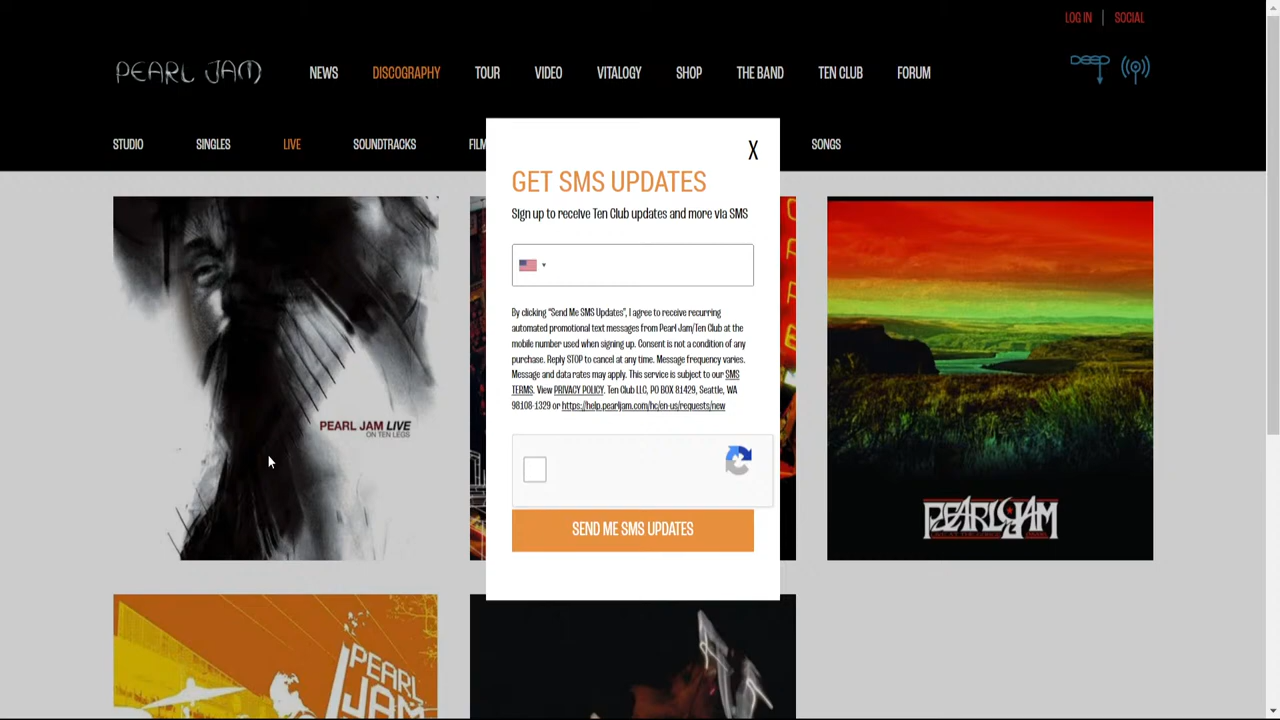 LOG IN
SOCIAL
PEARL JAM
NEWS
DISCOGRAPHY
TOUR
VIDEO
VITALOGY
SHOP
THE BAND
TEN CLUB
FORUM
DEEP
STUDIO
SINGLES
LIVE
SOUNDTRACKS
SONGS
X
GET SMS UPDATES
Sign up to receive Ten Club updates and more via SMS
By clicking "Send Me SMS Updates", I agree to receive recurring
automated promotional text messages from Pearl Jam/Ten Club at the
mobile number used when signing up. Consent is not a condition of any
purchase. Reply STOP to cancel at any time. Message frequency varies.
Message and data rates may apply. This service is subject to our SMS
TERMS. View PRIVACY POLICY. Ten Club LLC, PO BOX 81429, Seattle, WA
98108-1329 or https://help.pearljam.com/hc/en-us/requests/new
SEND ME SMS UPDATES
PEARL JAM LIVE
ON TEN LEGS
PEARL JAM
PEARL
JAM